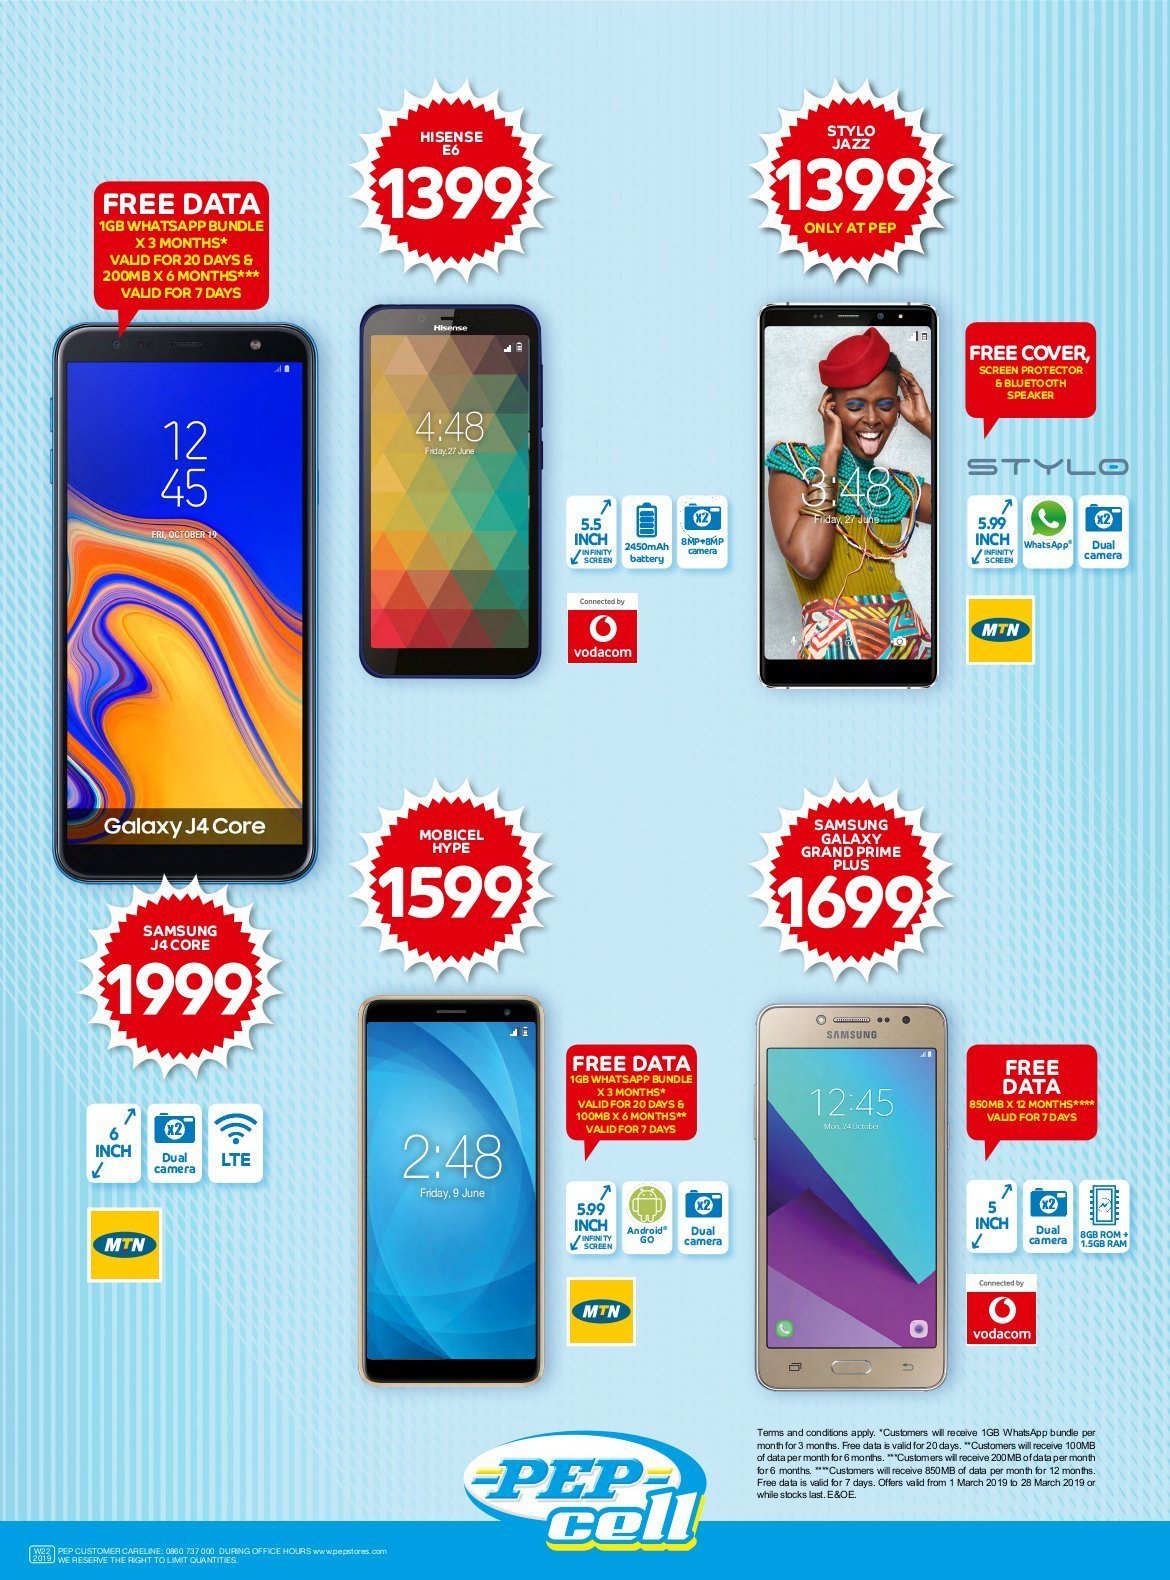 FREE DATA
1GB WHATSAPP BUNDLE
X 3 MONTHS*
VALID FOR 20 DAYS &
200MB X 6 MONTHS***
VALID FOR 7 DAYS
12
45
FRI, OCTOBER 19
Galaxy J4 Core
SAMSUNG
J4 CORE
1999
6
INCH
x2
Dual
camera
LTE
MTN
HISENSE
E6
1399
Hisense
4:48
Friday, 27 June
5.5
INCH
INFINITY
SCREEN
2450mAh
battery
x2
8MP+8MP
camera
Connected by
vodacom
STYLO
JAZZ
1399
ONLY AT PEP
3:48
Friday, 27 June
FREE COVER,
SCREEN PROTECTOR
& BLUETOOTH
SPEAKER
STYLO
5.99
INCH
INFINITY
SCREEN
WhatsApp®
x2
Dual
camera
MTN
MOBICEL
HYPE
1599
2:48
Friday, 9 June
FREE DATA
1GB WHATSAPP BUNDLE
X 3 MONTHS*
VALID FOR 20 DAYS &
100MB X 6 MONTHS**
VALID FOR 7 DAYS
5.99
INCH
INFINITY
SCREEN
Android®
GO
x2
Dual
camera
MTN
SAMSUNG
GALAXY
GRAND PRIME
PLUS
1699
SAMSUNG
12:45
Mon, 24 October
FREE
DATA
850MB X 12 MONTHS****
VALID FOR 7 DAYS
5
INCH
x2
Dual
camera
8GB ROM +
1.5GB RAM
Connected by
vodacom
Terms and conditions apply. *Customers will receive 1GB WhatsApp bundle per
month for 3 months. Free data is valid for 20 days. **Customers will receive 100MB
of data per month for 6 months. ***Customers will receive 200MB of data per month
for 6 months. ****Customers will receive 850MB of data per month for 12 months.
Free data is valid for 7 days. Offers valid from 1 March 2019 to 28 March 2019 or
while stocks last. E&OE.
PEP
cell
W22
2019
PEP CUSTOMER CARELINE: 0860 737 000 DURING OFFICE HOURS www.pepstores.com
WE RESERVE THE RIGHT TO LIMIT QUANTITIES.